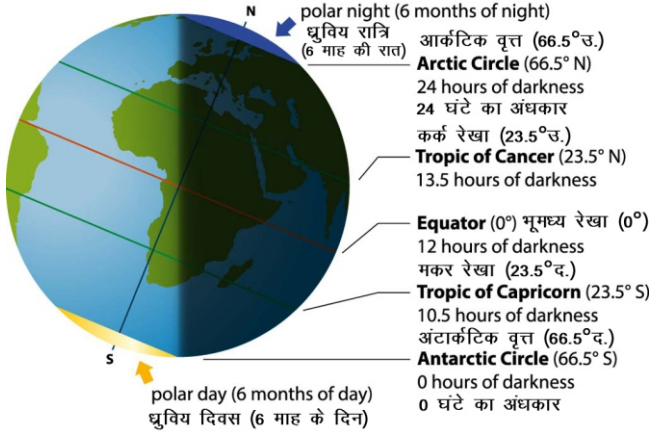 N
polar night (6 months of night)
ध्रुविय रात्रि
(6 माह की रात)
आर्कटिक वृत्त (66.5°उ.)
Arctic Circle (66.5° N)
24 hours of darkness
24 घंटे का अंधकार
कर्क रेखा (23.5°उ.)
Tropic of Cancer (23.5° N)
13.5 hours of darkness
Equator (0°) भूमध्य रेखा (0°)
12 hours of darkness
मकर रेखा (23.5°द.)
Tropic of Capricorn (23.5° S)
10.5 hours of darkness
अंटार्कटिक वृत्त (66.5°द.)
Antarctic Circle (66.5° S)
0 hours of darkness
0 घंटे का अंधकार
S
polar day (6 months of day)
ध्रुविय दिवस (6 माह के दिन)